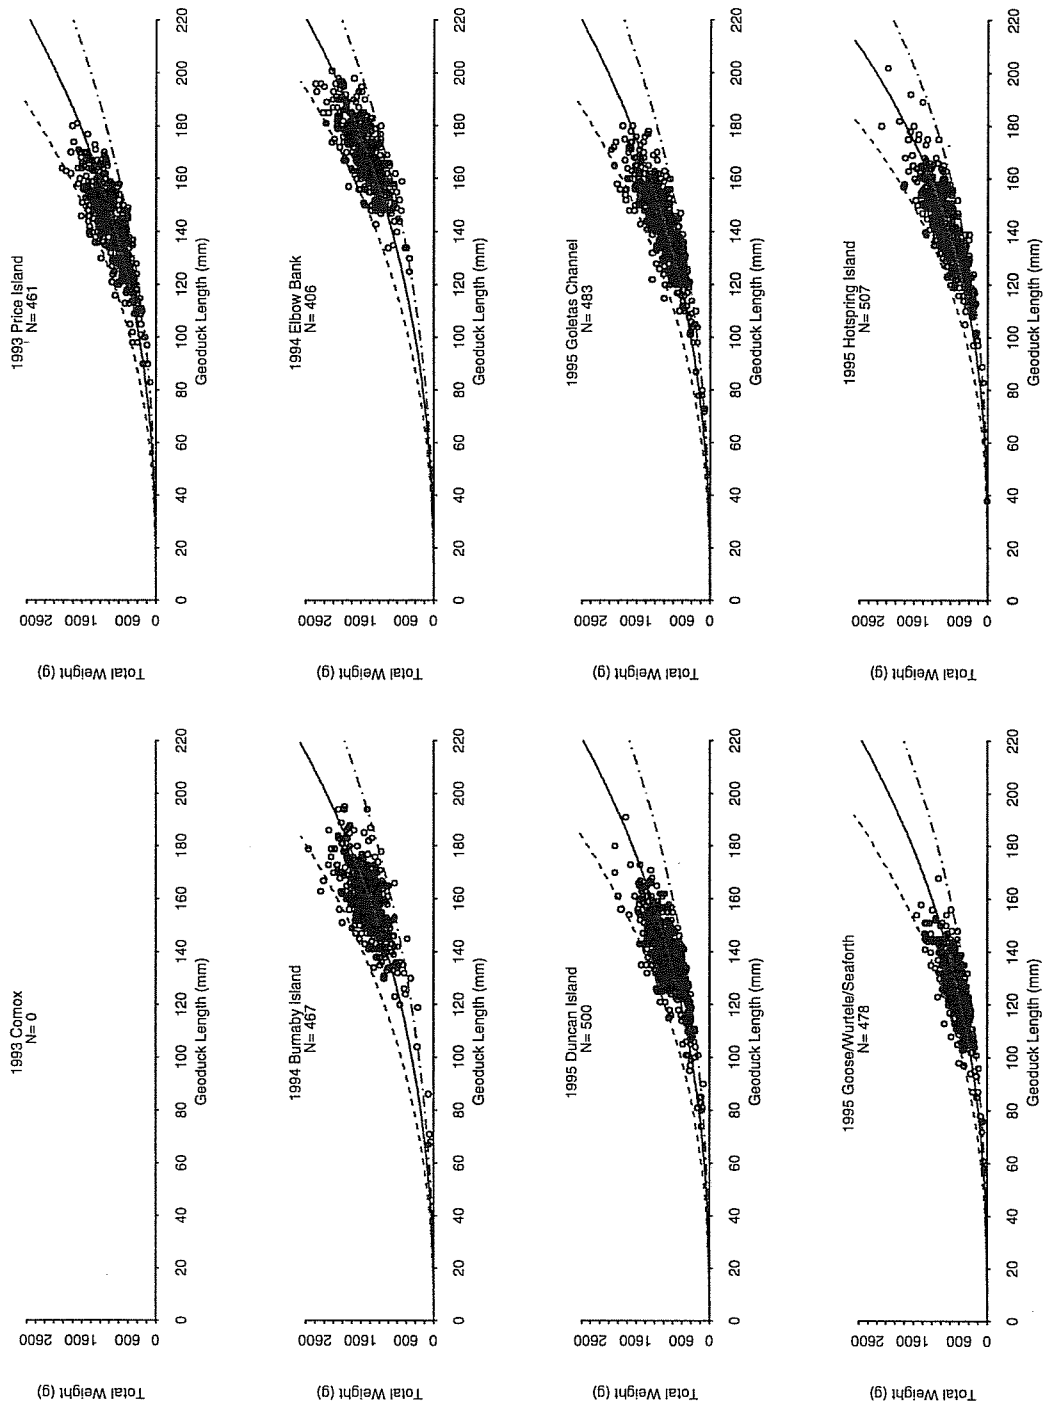 1993 Comox
N= 0
Total Weight (g)
2600
1600
600
0
0 20 40 60 80 100 120 140 160 180 200 220
Geoduck Length (mm)
1993 Price Island
N= 461
Total Weight (g)
2600
1600
600
0
0 20 40 60 80 100 120 140 160 180 200 220
Geoduck Length (mm)
1994 Burnaby Island
N= 467
Total Weight (g)
2600
1600
600
0
0 20 40 60 80 100 120 140 160 180 200 220
Geoduck Length (mm)
1994 Elbow Bank
N= 406
Total Weight (g)
2600
1600
600
0
0 20 40 60 80 100 120 140 160 180 200 220
Geoduck Length (mm)
1995 Duncan Island
N= 500
Total Weight (g)
2600
1600
600
0
0 20 40 60 80 100 120 140 160 180 200 220
Geoduck Length (mm)
1995 Goletas Channel
N= 483
Total Weight (g)
2600
1600
600
0
0 20 40 60 80 100 120 140 160 180 200 220
Geoduck Length (mm)
1995 Goose/Wurtele/Seaforth
N= 478
Total Weight (g)
2600
1600
600
0
0 20 40 60 80 100 120 140 160 180 200 220
Geoduck Length (mm)
1995 Hotspring Island
N= 507
Total Weight (g)
2600
1600
600
0
0 20 40 60 80 100 120 140 160 180 200 220
Geoduck Length (mm)